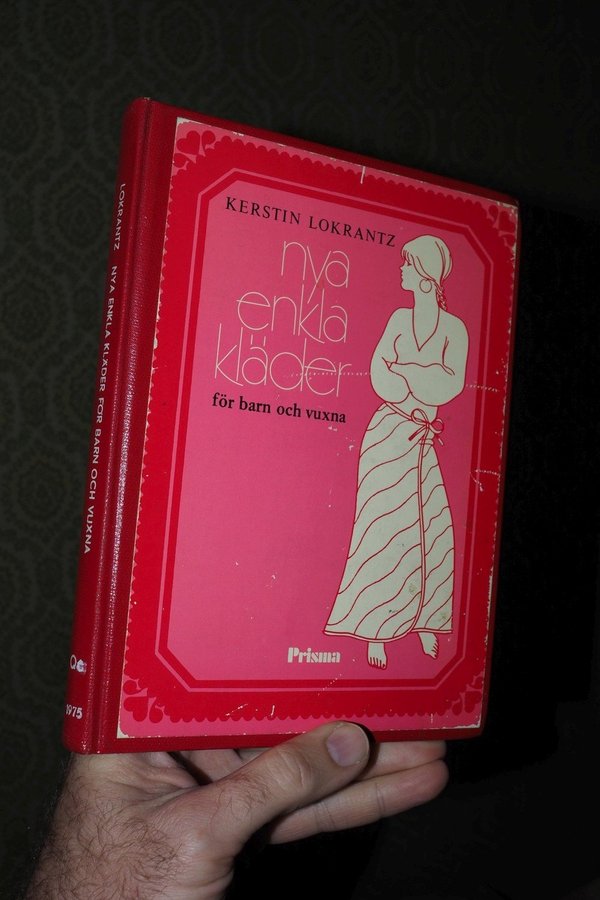 KERSTIN LOKRANTZ
nya
enkla
kläder
för barn och vuxna
Prisma
LOKRANTZ NYA ENKLA KLÄDER FÖR BARN OCH VUXNA
1975